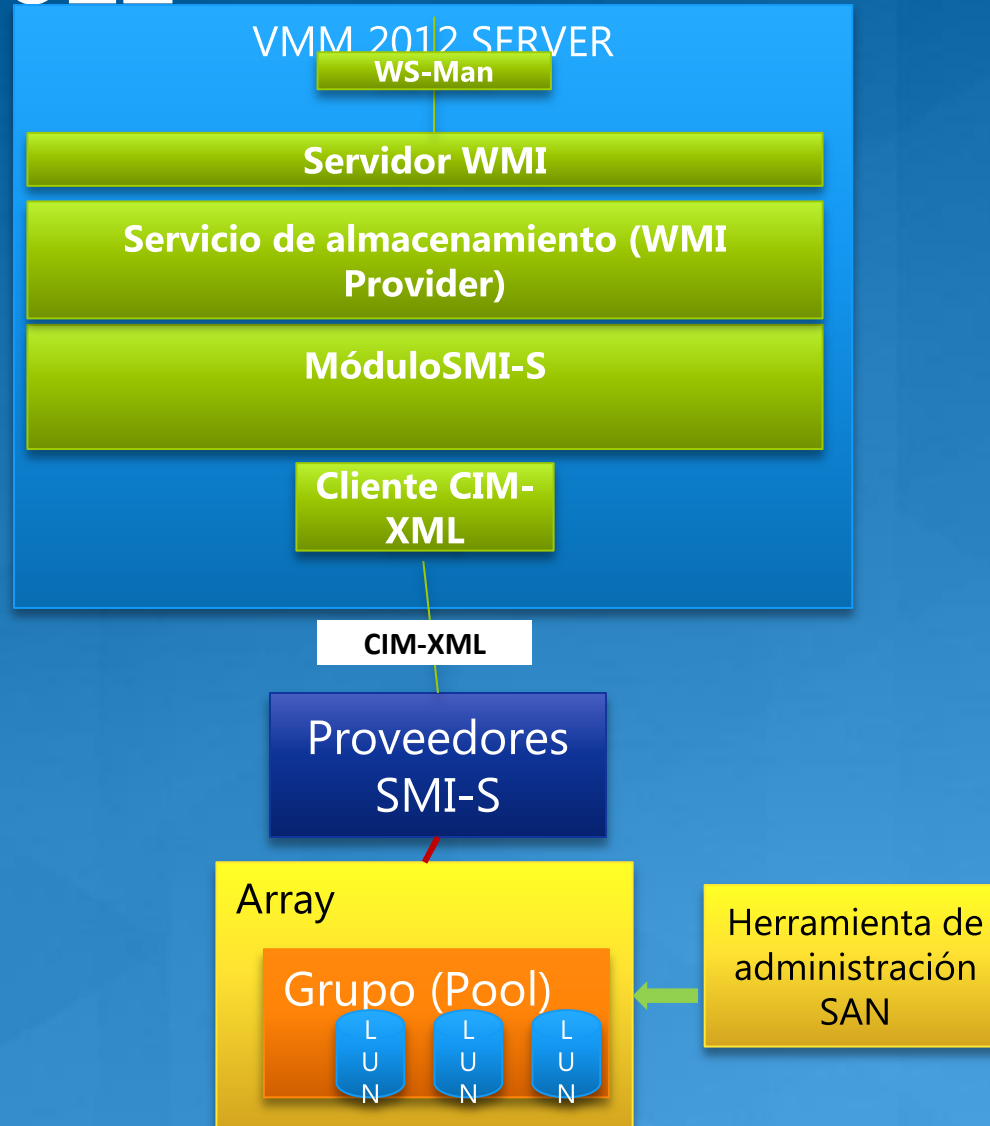 VMM 2012 SERVER
WS-Man
Servidor WMI
Servicio de almacenamiento (WMI
Provider)
MóduloSMI-S
Cliente CIM-
XML
CIM-XML
Proveedores
SMI-S
Array
Grupo (Pool)
L
U
N
L
U
N
L
U
N
Herramienta de
administración
SAN